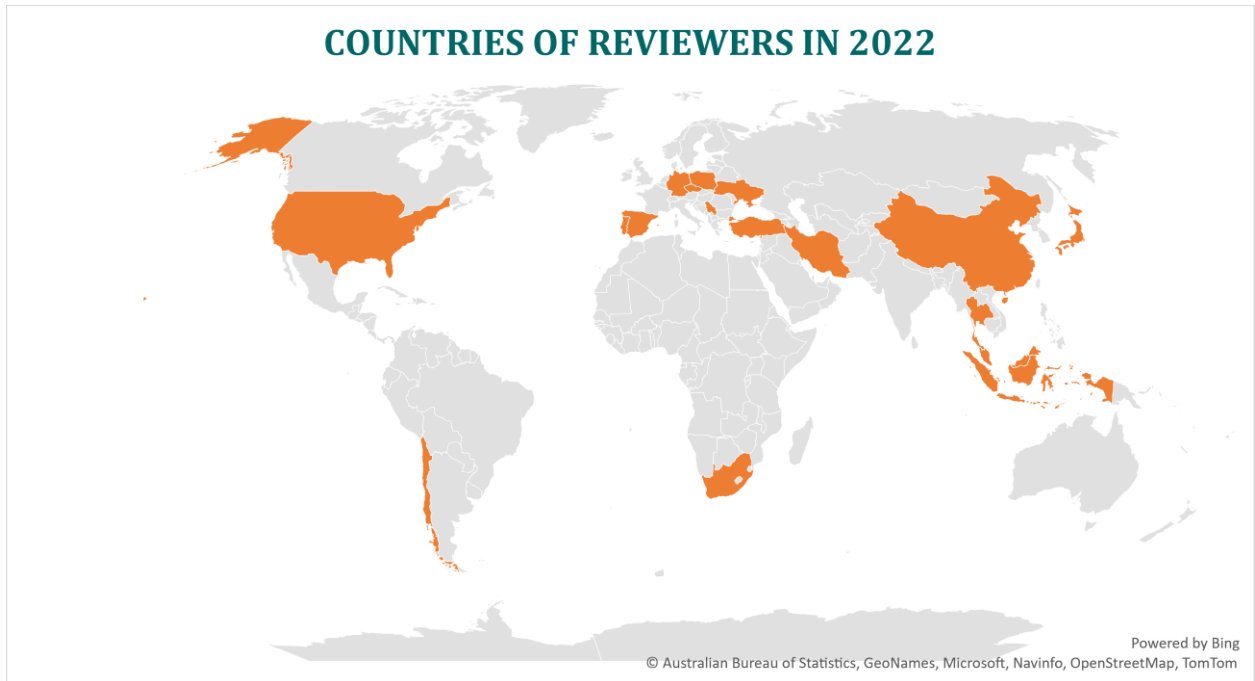 COUNTRIES OF REVIEWERS IN 2022
Powered by Bing
© Australian Bureau of Statistics, GeoNames, Microsoft, Navinfo, OpenStreetMap, TomTom